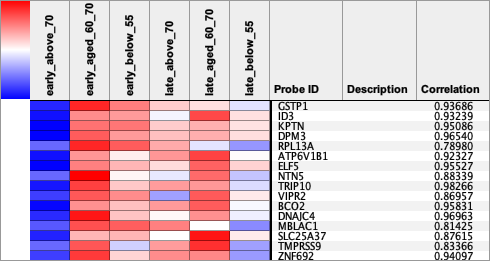 early_above_70
early_aged_60_70
early_below_55
late_above_70
late_aged_60_70
late_below_55
Probe ID Description Correlation
GSTP1 0.93686
ID3 0.93239
KPTN 0.95086
DPM3 0.96540
RPL13A 0.78980
ATP6V1B1 0.92327
ELF5 0.95527
NTN5 0.88339
TRIP10 0.98266
VIPR2 0.86957
BCO2 0.95831
DNAJC4 0.96963
MBLAC1 0.81425
SLC25A37 0.87615
TMPRSS9 0.83366
ZNF692 0.94097